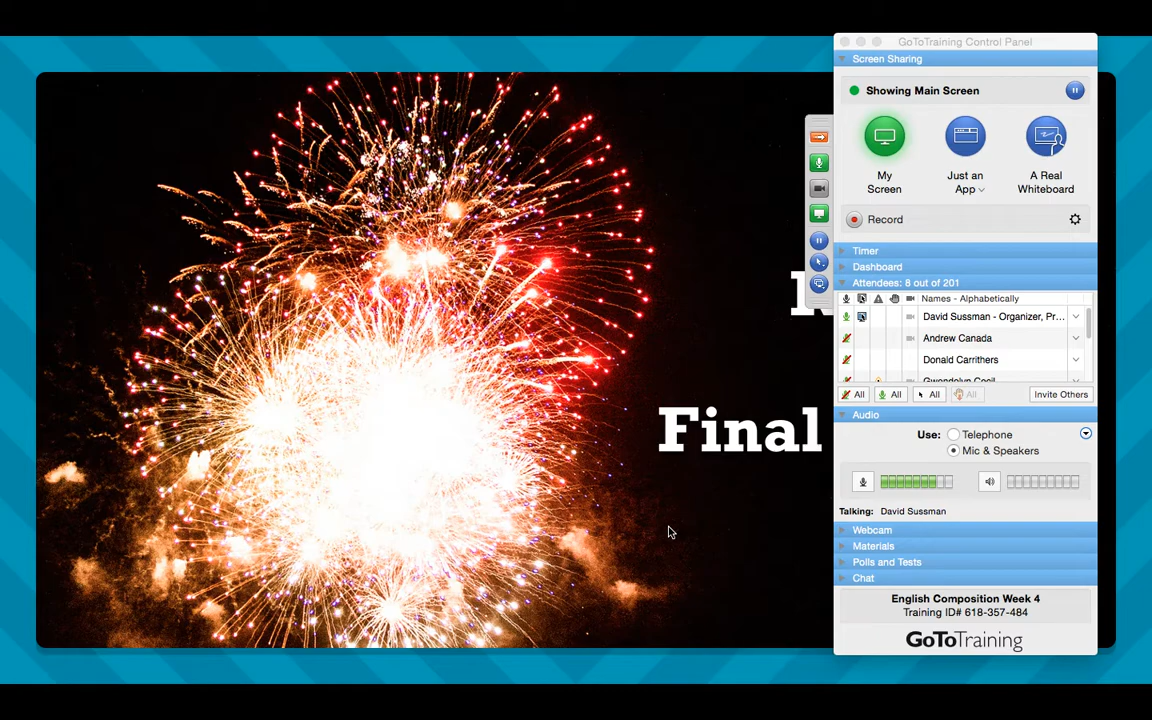 GoToTraining Control Panel
Screen Sharing
Showing Main Screen
My
Screen
Just an
App
A Real
Whiteboard
Record
Timer
Dashboard
Attendees: 8 out of 201
Names - Alphabetically
David Sussman - Organizer, Pr...
Andrew Canada
Donald Carrithers
Gwendolyn Cecil
All
All
All
All
Invite Others
Final
Audio
Use:
Telephone
Mic & Speakers
Talking: David Sussman
Webcam
Materials
Polls and Tests
Chat
English Composition Week 4
Training ID# 618-357-484
GoToTraining